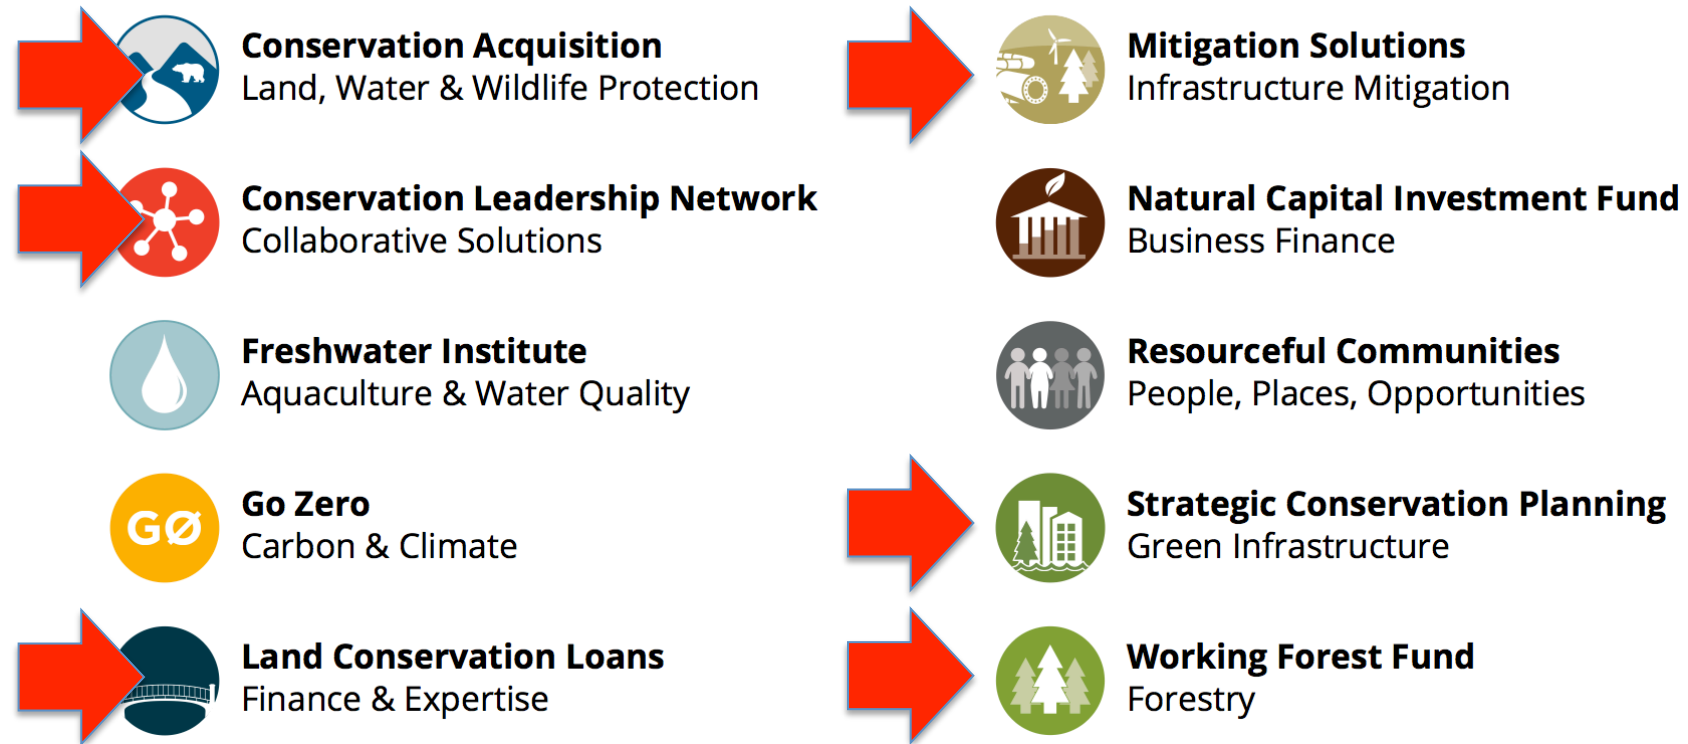 Conservation Acquisition
Land, Water & Wildlife Protection
Conservation Leadership Network
Collaborative Solutions
Freshwater Institute
Aquaculture & Water Quality
GØ
Go Zero
Carbon & Climate
Land Conservation Loans
Finance & Expertise
Mitigation Solutions
Infrastructure Mitigation
Natural Capital Investment Fund
Business Finance
Resourceful Communities
People, Places, Opportunities
Strategic Conservation Planning
Green Infrastructure
Working Forest Fund
Forestry